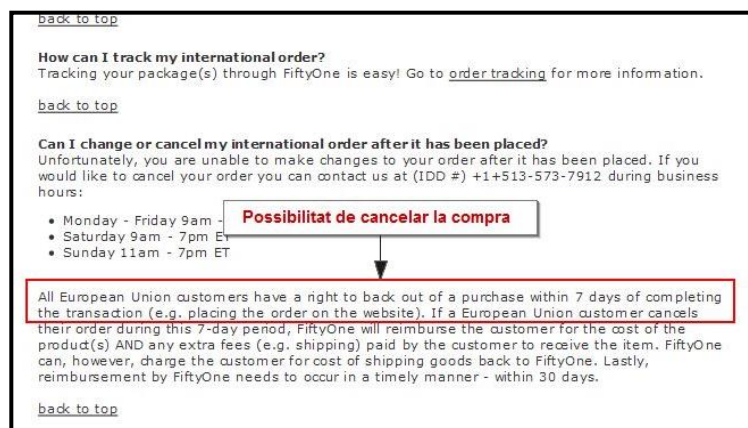 back to top
How can I track my international order?
Tracking your package(s) through FiftyOne is easy! Go to order tracking for more information.
back to top
Can I change or cancel my international order after it has been placed?
Unfortunately, you are unable to make changes to your order after it has been placed. If you
would like to cancel your order you can contact us at (IDD #) +1+513-573-7912 during business
hours:
• Monday - Friday 9am -
Possibilitat de cancelar la compra
• Saturday 9am - 7pm ET
• Sunday 11am - 7pm ET
All European Union customers have a right to back out of a purchase within 7 days of completing
the transaction (e.g. placing the order on the website). If a European Union customer cancels
their order during this 7-day period, FiftyOne will reimburse the customer for the cost of the
product(s) AND any extra fees (e.g. shipping) paid by the customer to receive the item. FiftyOne
can, however, charge the customer for cost of shipping goods back to FiftyOne. Lastly,
reimbursement by FiftyOne needs to occur in a timely manner - within 30 days.
back to top